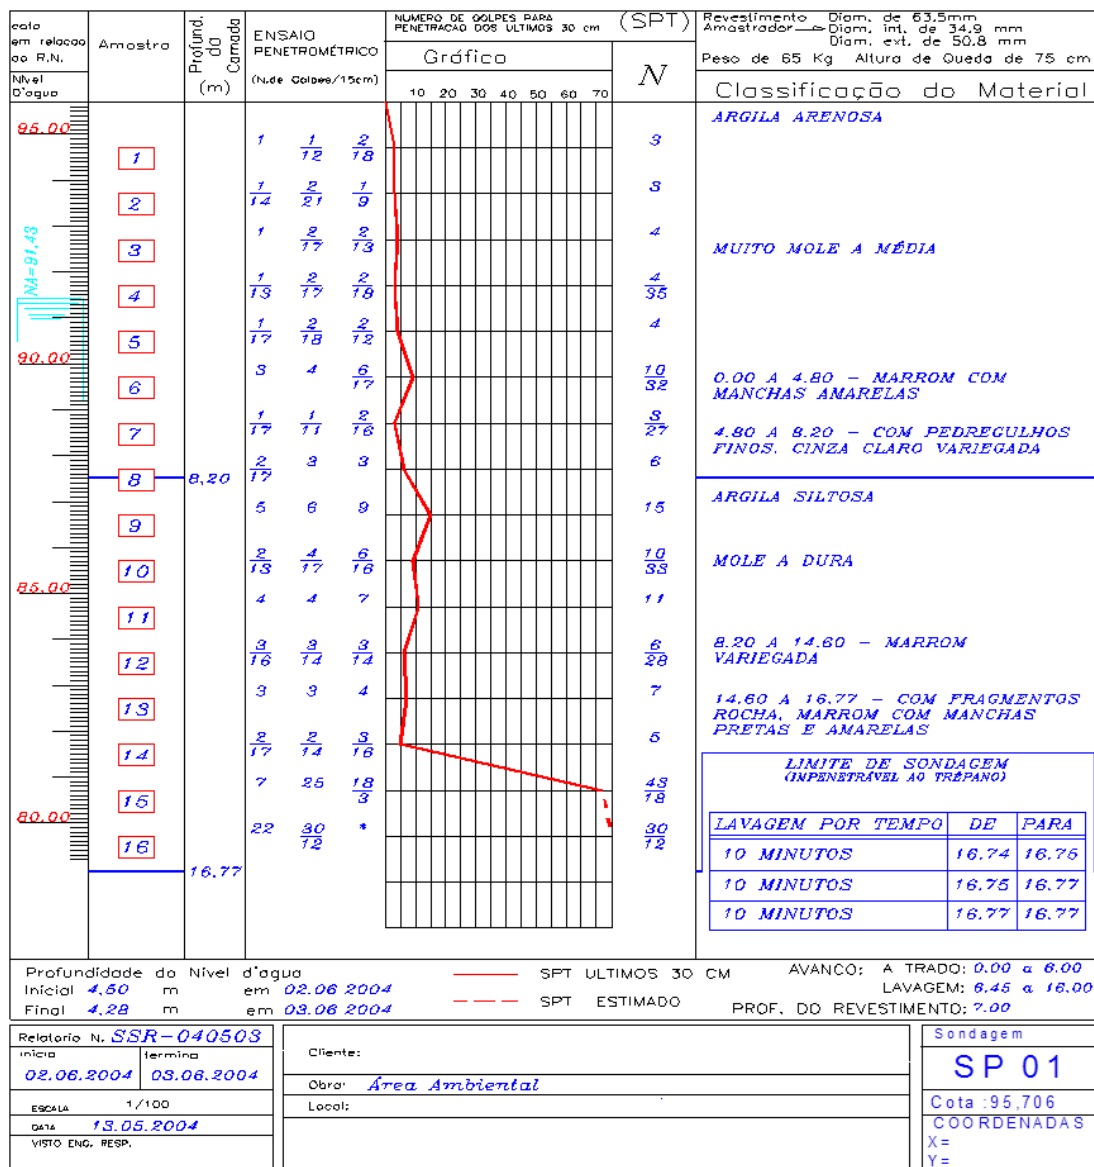 cota
em relacao
ao R.N.
Nivel
D'agua
Amostra
Profund.
da
Camada
(m)
ENSAIO
PENETROMÉTRICO
(N.de Golpes/15cm)
NUMERO DE GOLPES PARA
PENETRACAO DOS ULTIMOS 30 cm
(SPT)
Gráfico
10 20 30 40 50 60 70
N
Revestimento Diam. de 63.5mm
Amostrador Diam. int. de 34.9 mm
Diam. ext. de 50.8 mm
Peso de 65 Kg Altura de Queda de 75 cm
Classificação do Material
95,00
NA=91,43
90,00
85,00
80,00
1 1 1/12 2/18 3
2 1/14 2/21 1/9 3
3 1 2/17 2/13 4
4 1/13 2/17 2/18 4/35
5 1/17 2/18 2/12 4
6 3 4 6/17 10/32
7 1/17 1/11 2/16 3/27
8 8,20 2/17 3 3 6
9 5 6 9 15
10 2/13 4/17 6/16 10/33
11 4 4 7 11
12 3/16 3/14 3/14 6/28
13 3 3 4 7
14 2/17 2/14 3/16 5
15 7 25 18/3 43/18
16 22 30/12 * 30/12
16,77
ARGILA ARENOSA
MUITO MOLE A MÉDIA
0.00 A 4.80 - MARROM COM
MANCHAS AMARELAS
4.80 A 8.20 - COM PEDREGULHOS
FINOS, CINZA CLARO VARIEGADA
ARGILA SILTOSA
MOLE A DURA
8.20 A 14.60 - MARROM
VARIEGADA
14.60 A 16.77 - COM FRAGMENTOS
ROCHA, MARROM COM MANCHAS
PRETAS E AMARELAS
LIMITE DE SONDAGEM
(IMPENETRÁVEL AO TRÉPANO)
LAVAGEM POR TEMPO DE PARA
10 MINUTOS 16,74 16,75
10 MINUTOS 16,75 16,77
10 MINUTOS 16,77 16,77
Profundidade do Nivel d'agua
Inicial 4,50 m em 02.06 2004
Final 4,28 m em 03.06 2004
SPT ULTIMOS 30 CM
SPT ESTIMADO
AVANCO: A TRADO: 0.00 a 6.00
LAVAGEM: 6.45 a 16.00
PROF. DO REVESTIMENTO: 7.00
Relatorio N. SSR-040503
inicio termino
02.06.2004 03.06.2004
ESCALA 1/100
DATA 13.05.2004
VISTO ENG. RESP.
Cliente:
Obra: Área Ambiental
Local:
Sondagem
SP 01
Cota :95,706
COORDENADAS
X=
Y=